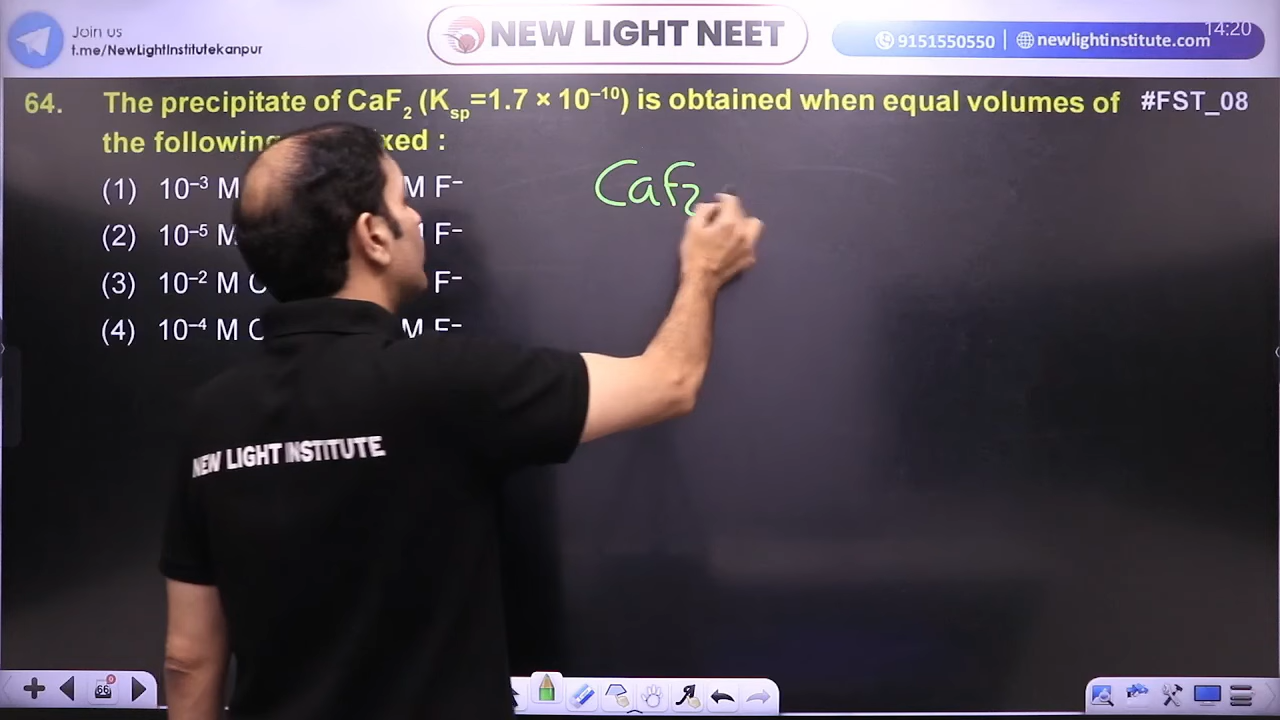 Join us
t.me/NewLightInstitutekanpur
NEW LIGHT NEET
9151550550 | newlightinstitute.com
14:20
64. The precipitate of CaF₂ (Ksp=1.7 × 10⁻¹⁰) is obtained when equal volumes of #FST_08
the following :
(1) 10⁻³ M M F⁻
(2) 10⁻⁵ M F⁻
(3) 10⁻² M F⁻
(4) 10⁻⁴ M M F⁻
CaF₂
NEW LIGHT INSTITUTE
66